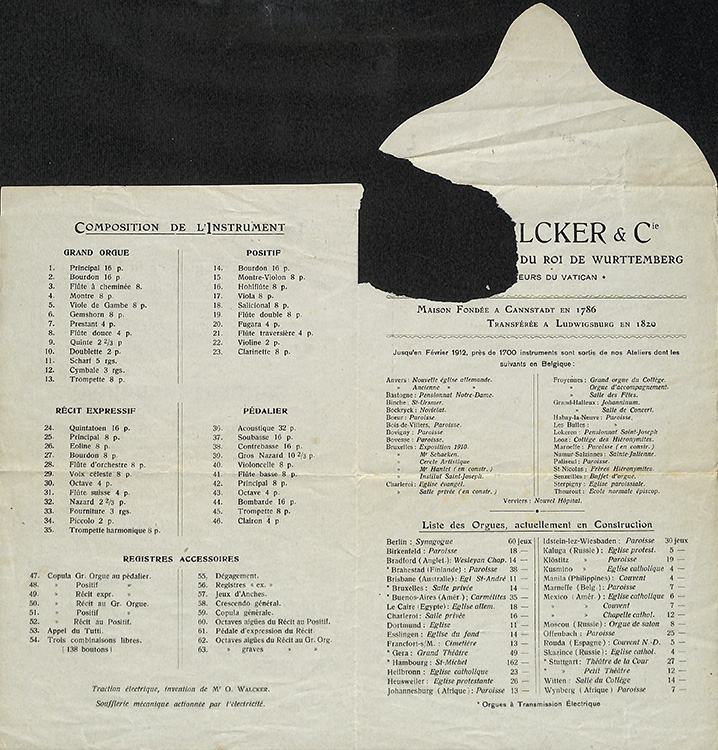 COMPOSITION DE L'INSTRUMENT
GRAND ORGUE
1. Principal 16 p.
2. Bourdon 16 p.
3. Flûte à cheminée 8.
4. Montre 8 p.
5. Viole de Gambe 8 p.
6. Gemshorn 8 p.
7. Prestant 4 p.
8. Flûte douce 4 p.
9. Quinte 2 2/3 p
10. Doublette 2 p.
11. Scharf 5 rgs.
12. Cymbale 3 rgs.
13. Trompette 8 p.
POSITIF
14. Bourdon 16 p.
15. Montre-Violon 8 p.
16. Hohlflûte 8 p.
17. Viola 8 p.
18. Salicional 8 p.
19. Flûte double 8 p.
20. Fugara 4 p.
21. Flûte traversière 4 p.
22. Violine 2 p.
23. Clarinette 8 p.
RÉCIT EXPRESSIF
24. Quintatoen 16 p.
25. Principal 8 p.
26. Eoline 8 p.
27. Bourdon 8 p.
28. Flûte d'orchestre 8 p.
29. Voix céleste 8 p.
30. Octave 4 p.
31. Flûte suisse 4 p.
32. Nazard 2 2/3 p.
33. Fourniture 3 rgs.
34. Piccolo 2 p.
35. Trompette harmonique 8 p.
PÉDALIER
36. Acoustique 32 p.
37. Soubasse 16 p.
38. Contrebasse 16 p.
39. Gros Nazard 10 2/3 p.
40. Violoncelle 8 p.
41. Flûte basse 8 p.
42. Principal 8 p.
43. Octave 4 p.
44. Bombarde 16 p.
45. Trompette 8 p.
46. Clairon 4 p.
REGISTRES ACCESSOIRES
47. Copula Gr. Orgue au pédalier.
48. » Positif »
49. » Récit expr. »
50. » Récit au Gr. Orgue.
51. » Positif »
52. » Récit au Positif.
53. Appel du Tutti.
54. Trois combinaisons libres.
[138 boutons]
55. Dégagement.
56. Registres « ex. »
57. Jeux d'Anches.
58. Crescendo général.
59. Copula générale.
60. Octaves aigües du Récit au Positif.
61. Pédale d'expression du Récit.
62. Octaves aigües du Récit au Gr. Org.
63. » graves » »
Traction électrique, invention de Mr O. WALCKER.
Soufflerie mécanique actionnée par l'électricité.
LCKER & Cie
DU ROI DE WURTTEMBERG
EURS DU VATICAN •
MAISON FONDÉE A CANNSTADT EN 1786
TRANSFÉRÉE A LUDWIGSBURG EN 1820
Jusqu'en Février 1912, près de 1700 instruments sont sortis de nos Ateliers dont les
suivants en Belgique :
Anvers : Nouvelle église allemande.
» Ancienne » »
Bastogne : Pensionnat Notre-Dame.
Binche : St-Ursmer.
Bockryck : Noviciat.
Boeur : Paroisse.
Bois-de-Villers, Paroisse.
Bovigny : Paroisse.
Bovesse : Paroisse.
Bruxelles : Exposition 1910.
» Mr Schaeken.
» Cercle Artistique
» Mr Hanlet (en constr.)
» Institut Saint-Joseph.
Charleroi : Eglise évangél.
» Salle privée (en constr.)
Froyennes : Grand orgue du Collège.
» Orgue d'accompagnement.
» Salle des Fêtes.
Grand-Halleux : Johanninum.
» Salle de Concert.
Habay-la-Neuve : Paroisse.
Les Bulles : »
Lokeren : Pensionnat Saint-Joseph
Looz : Collège des Hiéronymites.
Marneffe : Paroisse (en constr.)
Namur-Salzinnes : Sainte-Julienne.
Paliseul : Paroisse.
St-Nicolas : Frères Hiéronymites.
Senzeilles : Buffet d'orgue.
Sterpigny : Eglise paroissiale.
Thourout : Ecole normale épiscop.
Verviers : Nouvel Hôpital.
Liste des Orgues, actuellement en Construction
Berlin : Synagogue 60 jeux
Birkenfeld : Paroisse 18 —
Bradford (Anglet.) : Wesleyan Chap. 14 —
* Brahestad (Finlande) : Paroisse 38 —
Brisbane (Australie) : Egl St-André 11 —
* Bruxelles : Salle privée 14 —
* Buenos-Aires (Amér) ; Carmélites 35 —
Le Caire (Egypte) : Eglise allem. 18 —
Charleroi : Salle privée 16 —
Dortmund : Eglise 11 —
Esslingen : Eglise du fond 14 —
Francfort-s/M. : Cimetière 13 —
* Gera : Grand Théâtre 49 —
* Hambourg : St-Michel 162 —
Heilbronn : Eglise catholique 23 —
Heusweiler : Eglise protestante 26 —
Johannesburg (Afrique) : Paroisse 13 —
Idstein-lez-Wiesbaden : Paroisse 30 jeux
Kaluga (Russie) : Eglise protest. 5 —
Klöstitz » Paroisse 19 —
Kusmino » Eglise catholique 4 —
Manila (Philippines) : Couvent 4 —
Marneffe (Belg.) : Paroisse 7 —
Mexico (Amér.) : Eglise catholique 6 —
» » Couvent 7 —
» » Chapelle cathol. 12 —
Moscou (Russie) : Orgue de salon 8 —
Offenbach : Paroisse 25
Rouda (Espagne) : Couvent N.-D. 5 —
Skarince (Russie) : Eglise cathol. 4 —
* Stuttgart : Théâtre de la Cour 27 —
* » Petit Théâtre 12 —
Witten : Salle du Collège 14 —
Wynberg (Afrique) Paroisse 7 —
* Orgues à Transmission Électrique